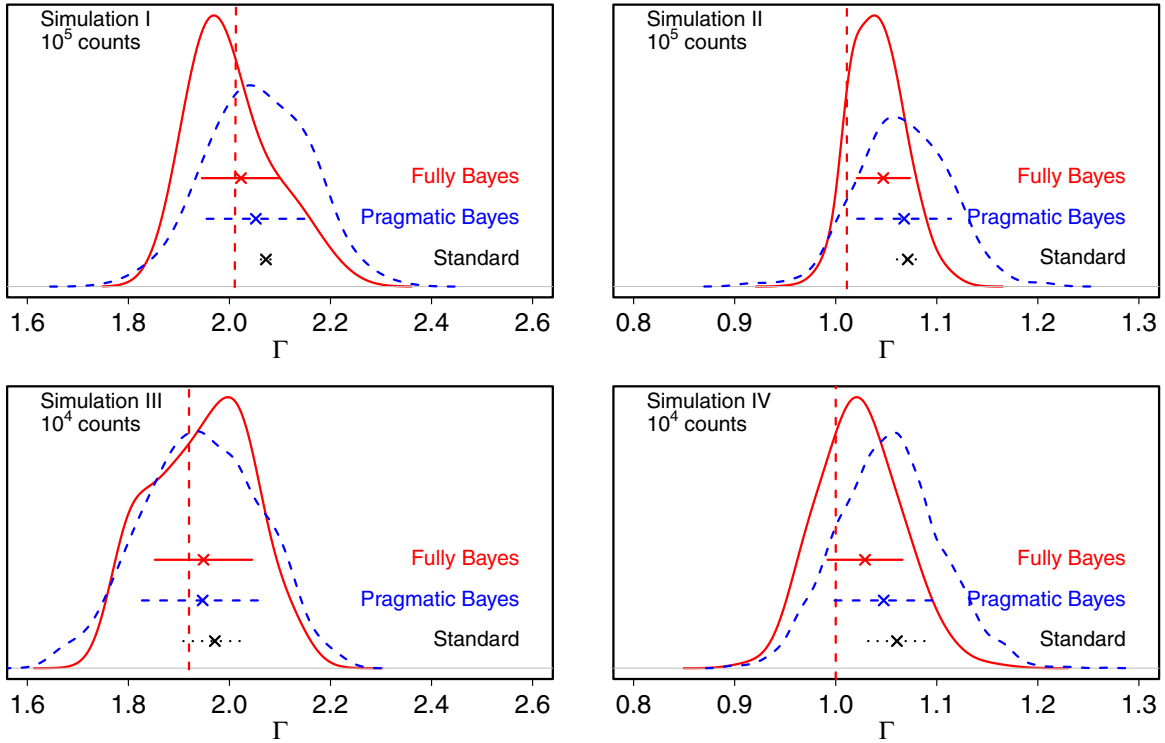 Simulation I
10^5 counts
Fully Bayes
Pragmatic Bayes
Standard
1.6 1.8 2.0 2.2 2.4 2.6
Γ
Simulation II
10^5 counts
Fully Bayes
Pragmatic Bayes
Standard
0.8 0.9 1.0 1.1 1.2 1.3
Γ
Simulation III
10^4 counts
Fully Bayes
Pragmatic Bayes
Standard
1.6 1.8 2.0 2.2 2.4 2.6
Γ
Simulation IV
10^4 counts
Fully Bayes
Pragmatic Bayes
Standard
0.8 0.9 1.0 1.1 1.2 1.3
Γ